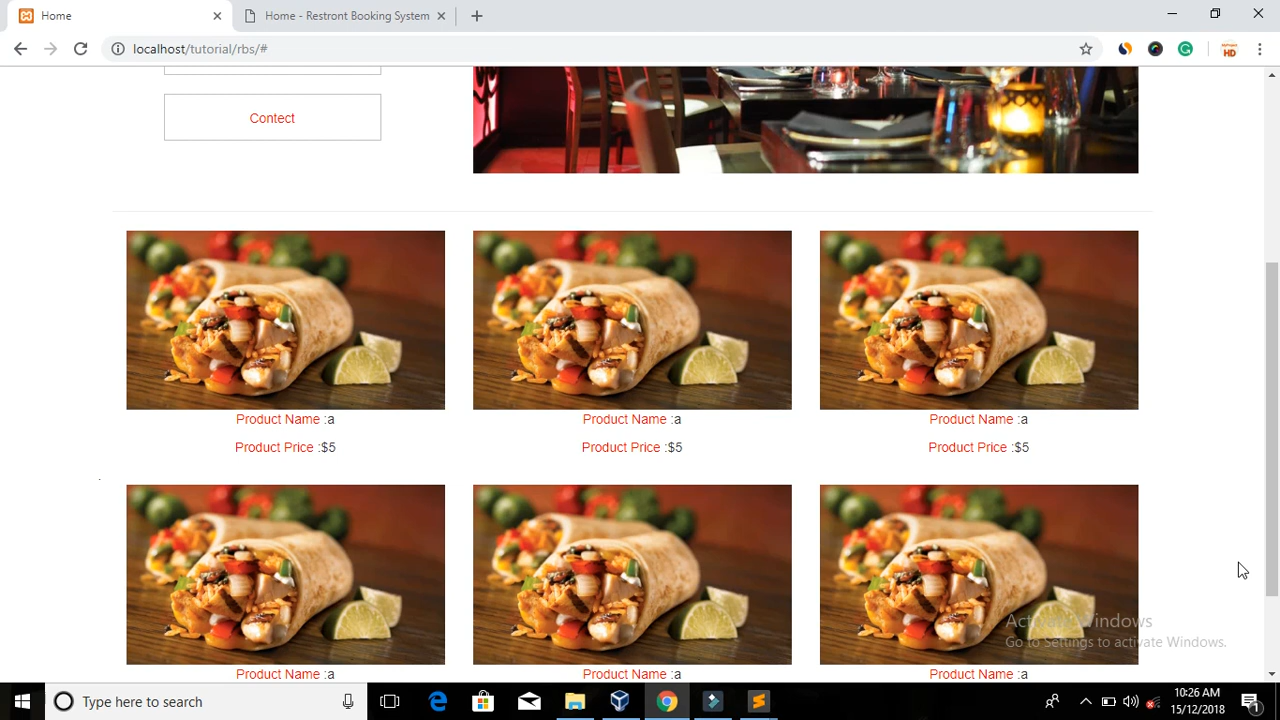 Home
Home - Restront Booking System
localhost/tutorial/rbs/#
HD
Contect
Product Name :a
Product Name :a
Product Name :a
Product Price :$5
Product Price :$5
Product Price :$5
Product Name :a
Product Name :a
Product Name :a
Activate Windows
Go to Settings to activate Windows.
Type here to search
10:26 AM
15/12/2018
1